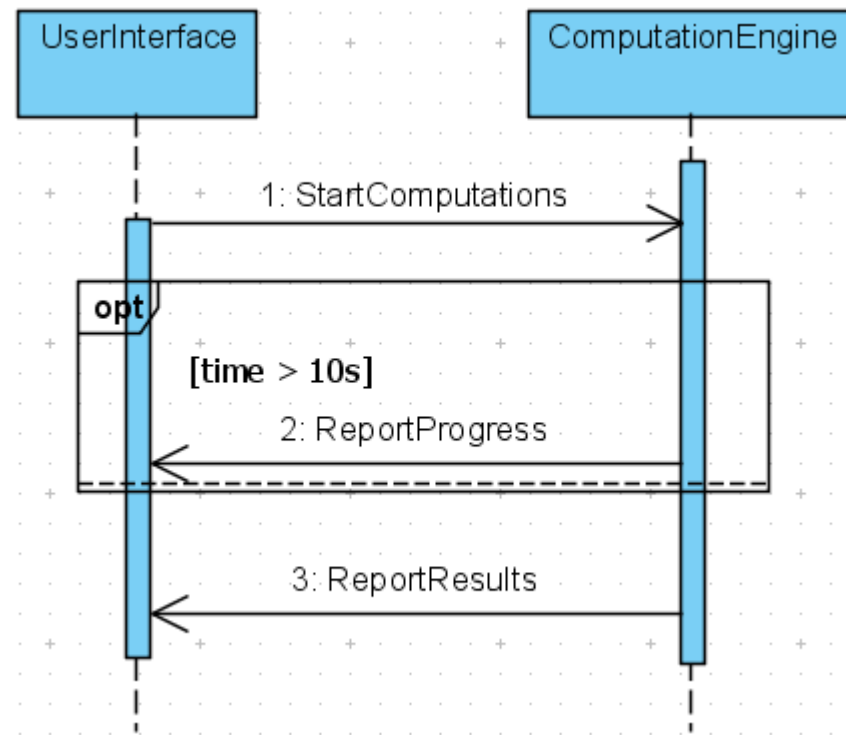 UserInterface
ComputationEngine
1: StartComputations
opt
[time > 10s]
2: ReportProgress
3: ReportResults